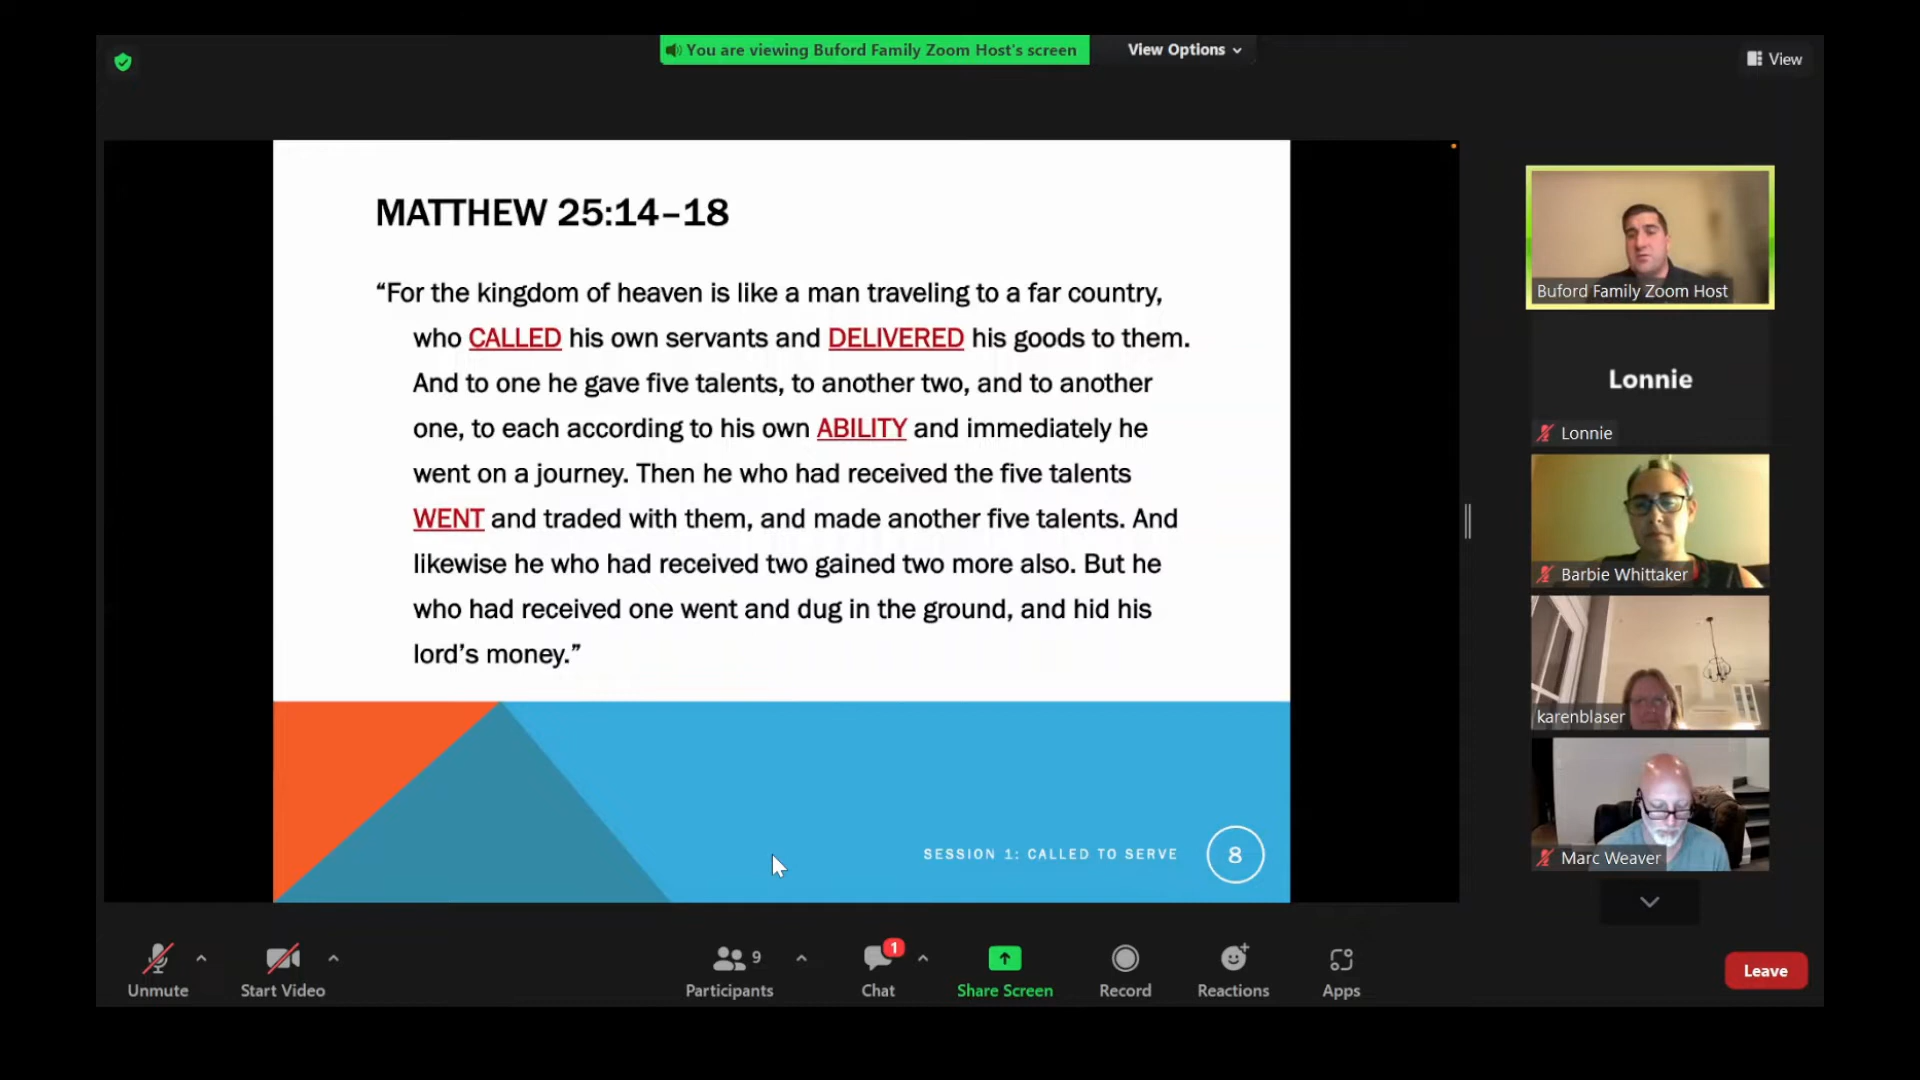 You are viewing Buford Family Zoom Host's screen
View Options
View
MATTHEW 25:14–18
“For the kingdom of heaven is like a man traveling to a far country,
who CALLED his own servants and DELIVERED his goods to them.
And to one he gave five talents, to another two, and to another
one, to each according to his own ABILITY and immediately he
went on a journey. Then he who had received the five talents
WENT and traded with them, and made another five talents. And
likewise he who had received two gained two more also. But he
who had received one went and dug in the ground, and hid his
lord’s money.”
SESSION 1: CALLED TO SERVE
8
Buford Family Zoom Host
Lonnie
Lonnie
Barbie Whittaker
karenblaser
Marc Weaver
Unmute
Start Video
9
Participants
1
Chat
Share Screen
Record
Reactions
Apps
Leave